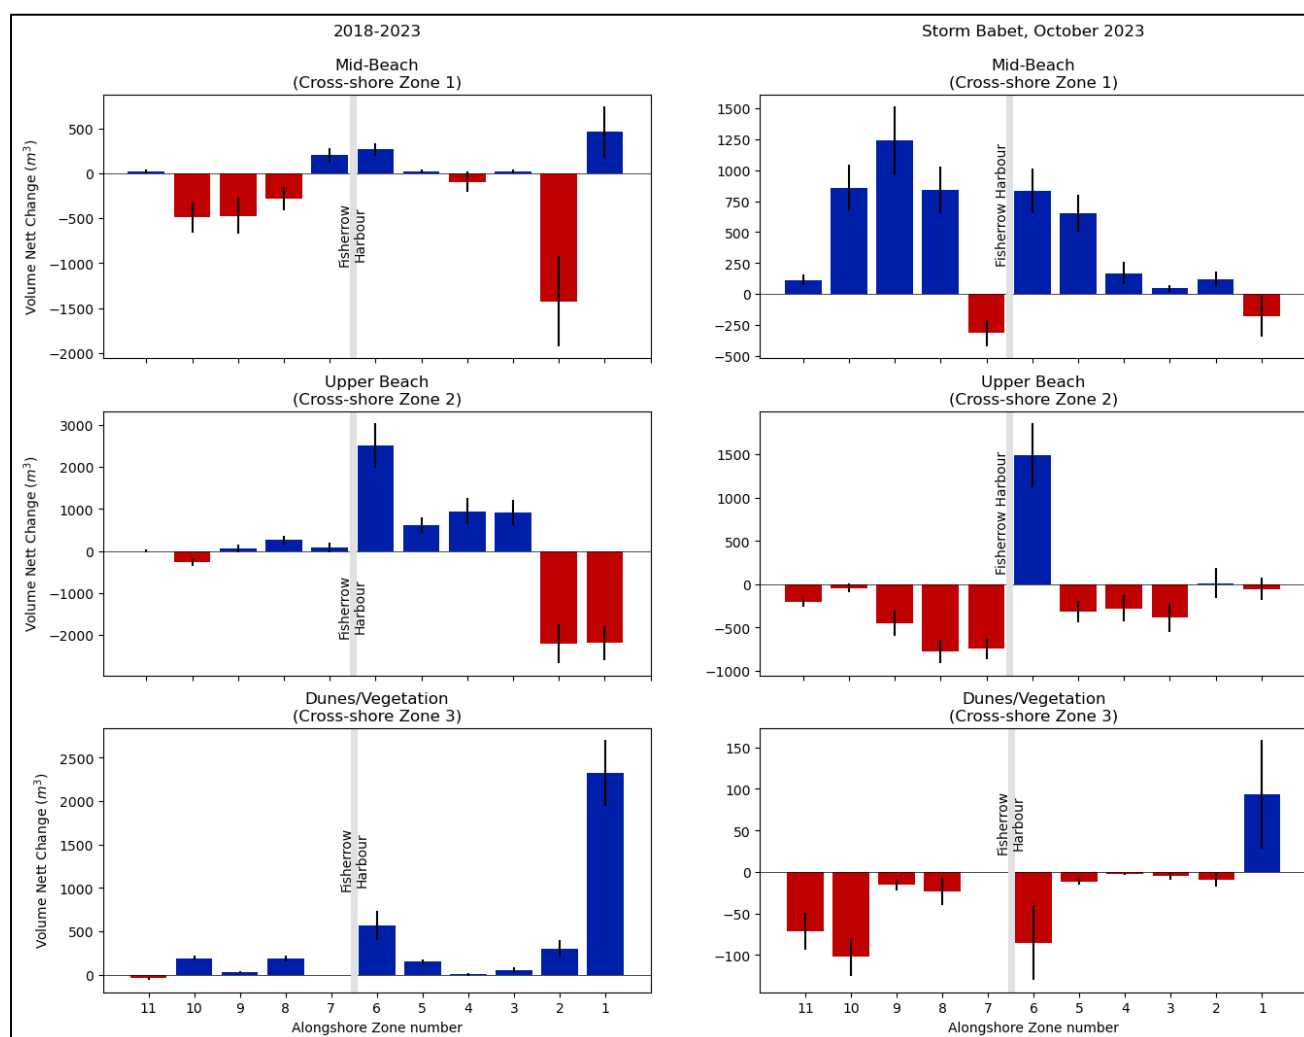 2018-2023
Storm Babet, October 2023
Mid-Beach
(Cross-shore Zone 1)
Volume Nett Change (m³)
500
0
−500
−1000
−1500
−2000
Fisherrow
Harbour
Mid-Beach
(Cross-shore Zone 1)
1500
1250
1000
750
500
250
0
−250
−500
Fisherrow Harbour
Upper Beach
(Cross-shore Zone 2)
Volume Nett Change (m³)
3000
2000
1000
0
−1000
−2000
Fisherrow
Harbour
Upper Beach
(Cross-shore Zone 2)
1500
1000
500
0
−500
−1000
Fisherrow Harbour
Dunes/Vegetation
(Cross-shore Zone 3)
Volume Nett Change (m³)
2500
2000
1500
1000
500
0
Fisherrow
Harbour
11 10 9 8 7 6 5 4 3 2 1
Alongshore Zone number
Dunes/Vegetation
(Cross-shore Zone 3)
150
100
50
0
−50
−100
Fisherrow
Harbour
11 10 9 8 7 6 5 4 3 2 1
Alongshore Zone number